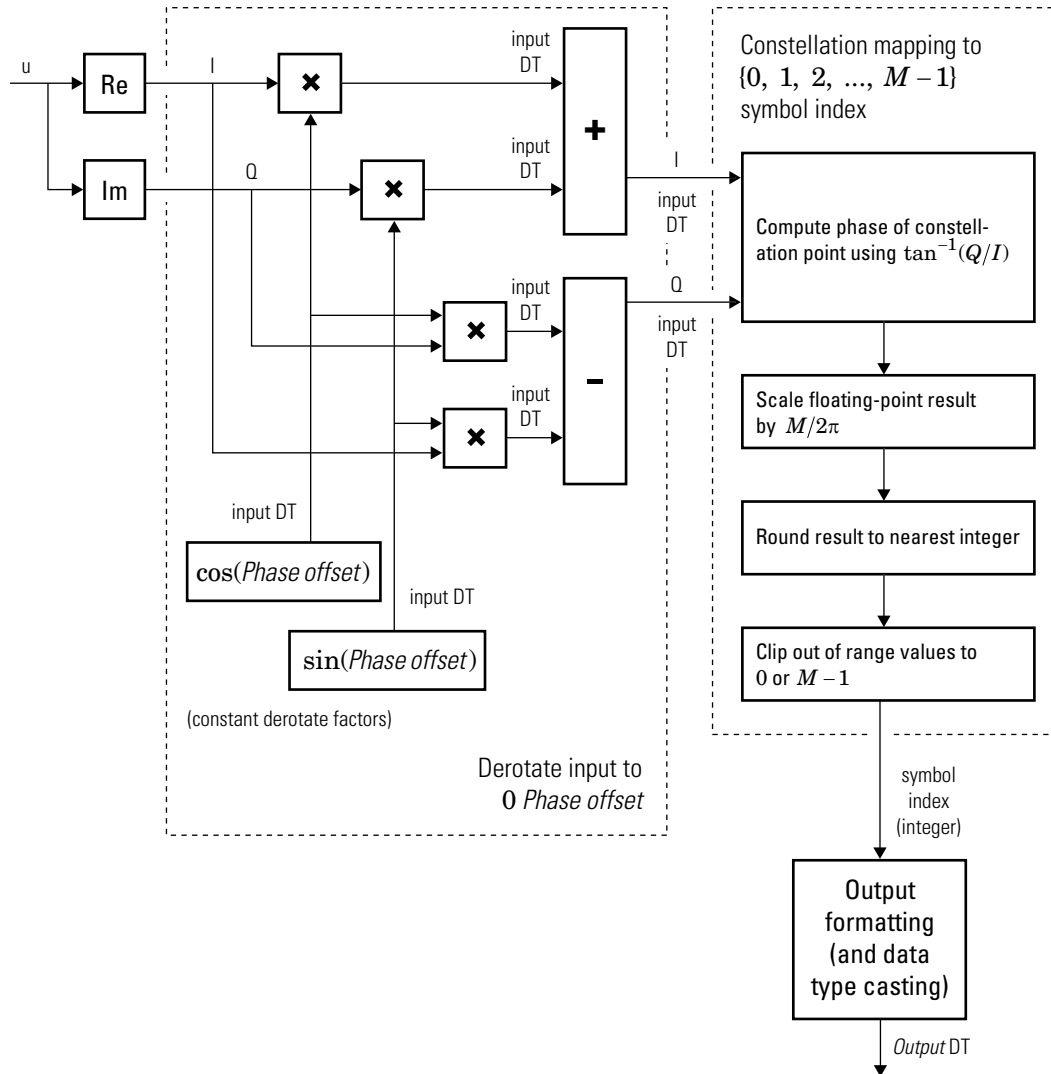 u
Re
I
×
input
DT
+
Im
Q
×
input
DT
I
input
DT
×
input
DT
–
Q
input
DT
×
input
DT
input DT
cos(Phase offset)
input DT
sin(Phase offset)
(constant derotate factors)
Derotate input to
0 Phase offset
Constellation mapping to
{0, 1, 2, ..., M – 1}
symbol index
Compute phase of constell-
ation point using tan⁻¹(Q/I)
Scale floating-point result
by M/2π
Round result to nearest integer
Clip out of range values to
0 or M – 1
symbol
index
(integer)
Output
formatting
(and data
type casting)
Output DT